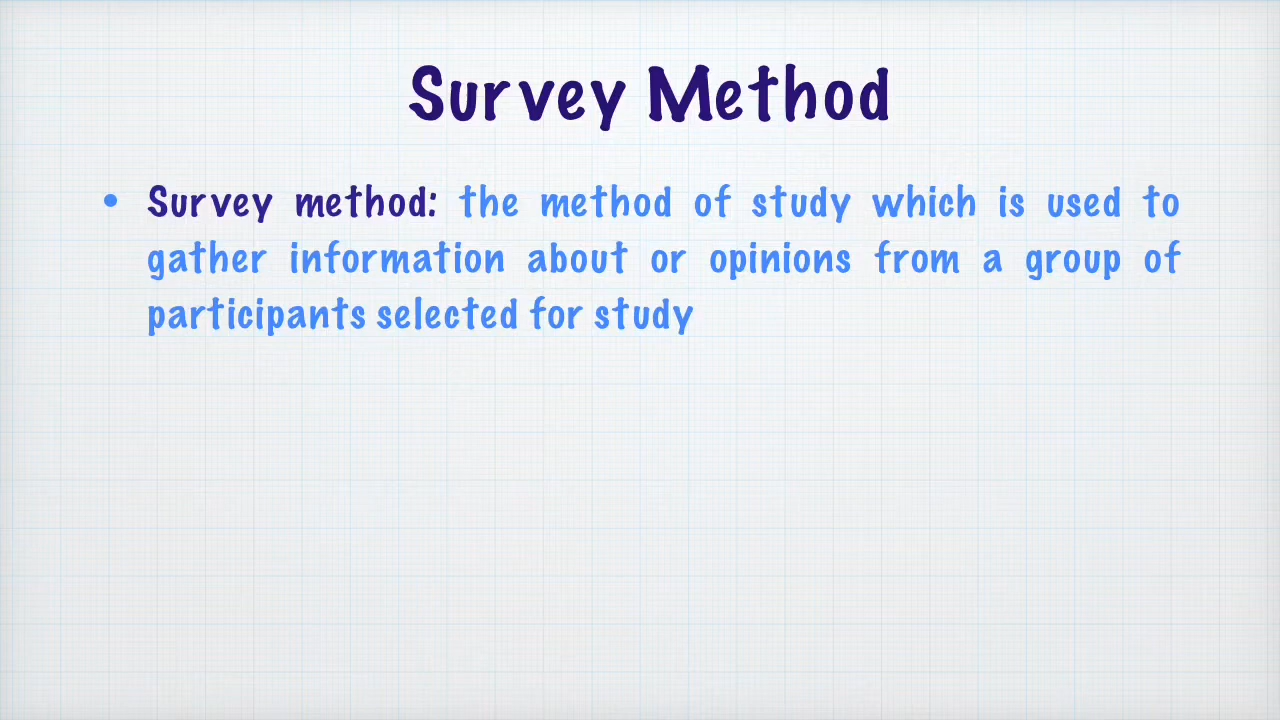 Survey Method
• Survey method: the method of study which is used to
gather information about or opinions from a group of
participants selected for study